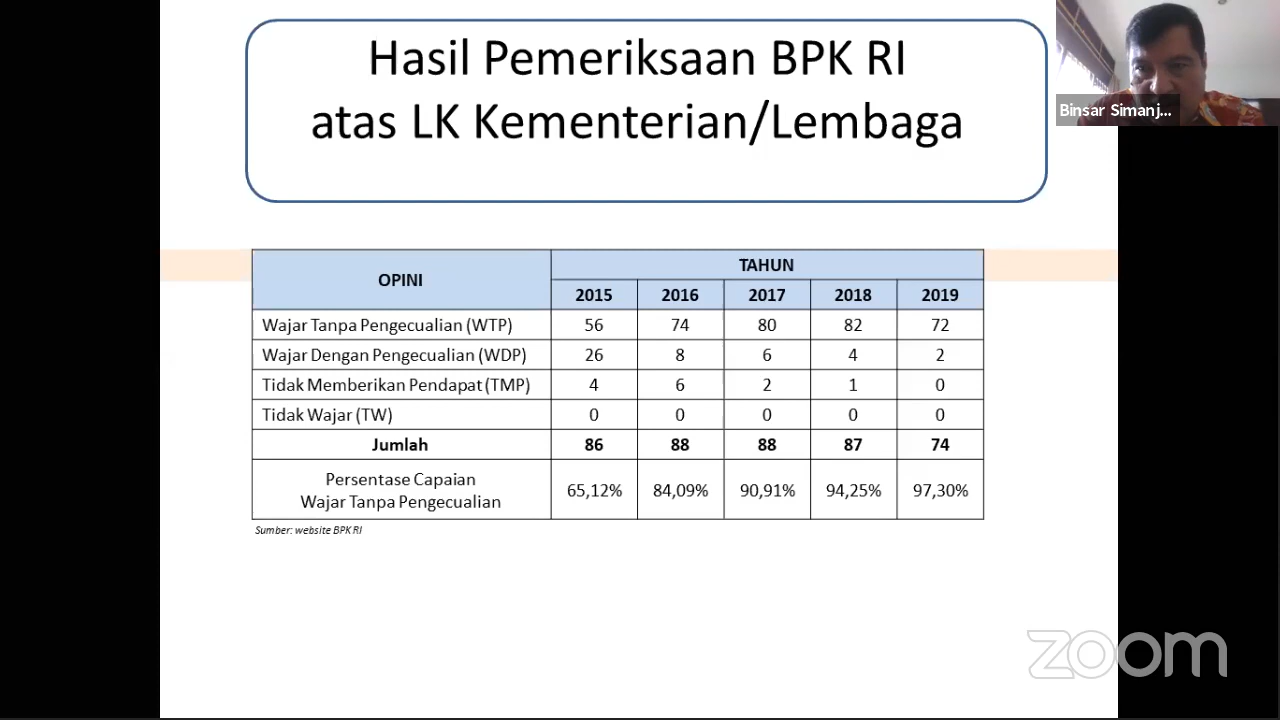 Hasil Pemeriksaan BPK RI
atas LK Kementerian/Lembaga
Binsar Simanj...
OPINI
TAHUN
2015 2016 2017 2018 2019
Wajar Tanpa Pengecualian (WTP) 56 74 80 82 72
Wajar Dengan Pengecualian (WDP) 26 8 6 4 2
Tidak Memberikan Pendapat (TMP) 4 6 2 1 0
Tidak Wajar (TW) 0 0 0 0 0
Jumlah 86 88 88 87 74
Persentase Capaian
Wajar Tanpa Pengecualian 65,12% 84,09% 90,91% 94,25% 97,30%
Sumber: website BPK RI
zoom